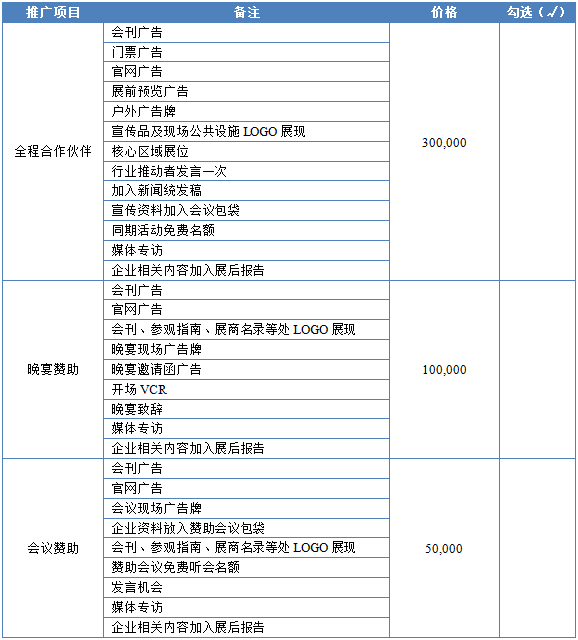 推广项目 备注 价格 勾选（√）
会刊广告
门票广告
官网广告
展前预览广告
户外广告牌
宣传品及现场公共设施 LOGO 展现
全程合作伙伴 核心区域展位 300,000
行业推动者发言一次
加入新闻统发稿
宣传资料加入会议包袋
同期活动免费名额
媒体专访
企业相关内容加入展后报告
会刊广告
官网广告
会刊、参观指南、展商名录等处 LOGO 展现
晚宴现场广告牌
晚宴赞助 晚宴邀请函广告 100,000
开场 VCR
晚宴致辞
媒体专访
企业相关内容加入展后报告
会刊广告
官网广告
会议现场广告牌
企业资料放入赞助会议包袋
会议赞助 会刊、参观指南、展商名录等处 LOGO 展现 50,000
赞助会议免费听会名额
发言机会
媒体专访
企业相关内容加入展后报告